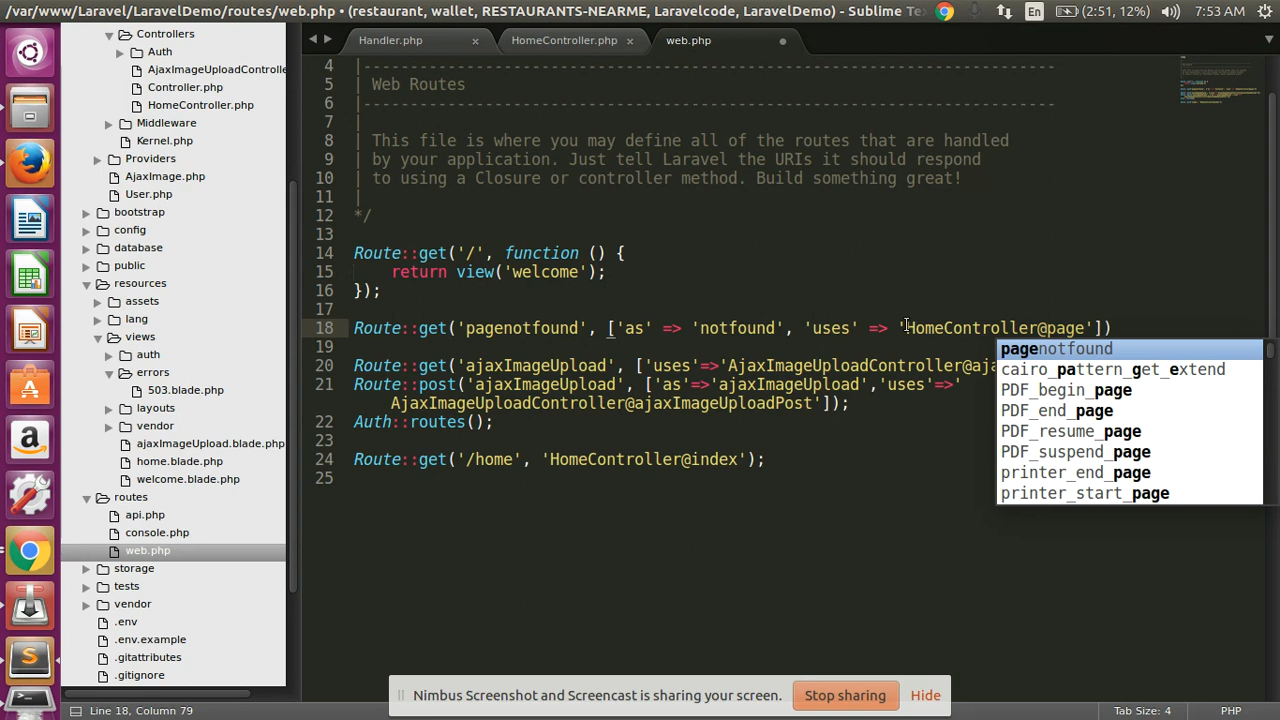 /var/www/Laravel/LaravelDemo/routes/web.php • (restaurant, wallet, RESTAURANTS-NEARME, Laravelcode, LaravelDemo) - Sublime Te
En (2:51, 12%) 7:53 AM
Controllers
Auth
AjaxImageUploadControlle
Controller.php
HomeController.php
Middleware
Kernel.php
Providers
AjaxImage.php
User.php
bootstrap
config
database
public
resources
assets
lang
views
auth
errors
503.blade.php
layouts
vendor
ajaxImageUpload.blade.php
home.blade.php
welcome.blade.php
routes
api.php
console.php
web.php
storage
tests
vendor
.env
.env.example
.gitattributes
.gitignore
Handler.php × HomeController.php × web.php •
4 |--------------------------------------------------------------------------
5 | Web Routes
6 |--------------------------------------------------------------------------
7 |
8 | This file is where you may define all of the routes that are handled
9 | by your application. Just tell Laravel the URIs it should respond
10 | to using a Closure or controller method. Build something great!
11 |
12 */
13
14 Route::get('/', function () {
15     return view('welcome');
16 });
17
18 Route::get('pagenotfound', ['as' => 'notfound', 'uses' => 'HomeController@page'])
19
20 Route::get('ajaxImageUpload', ['uses'=>'AjaxImageUploadController@aja
21 Route::post('ajaxImageUpload', ['as'=>'ajaxImageUpload','uses'=>'
AjaxImageUploadController@ajaxImageUploadPost']);
22 Auth::routes();
23
24 Route::get('/home', 'HomeController@index');
25
pagenotfound
cairo_pattern_get_extend
PDF_begin_page
PDF_end_page
PDF_resume_page
PDF_suspend_page
printer_end_page
printer_start_page
Nimbus Screenshot and Screencast is sharing your screen. Stop sharing Hide
Line 18, Column 79 Tab Size: 4 PHP